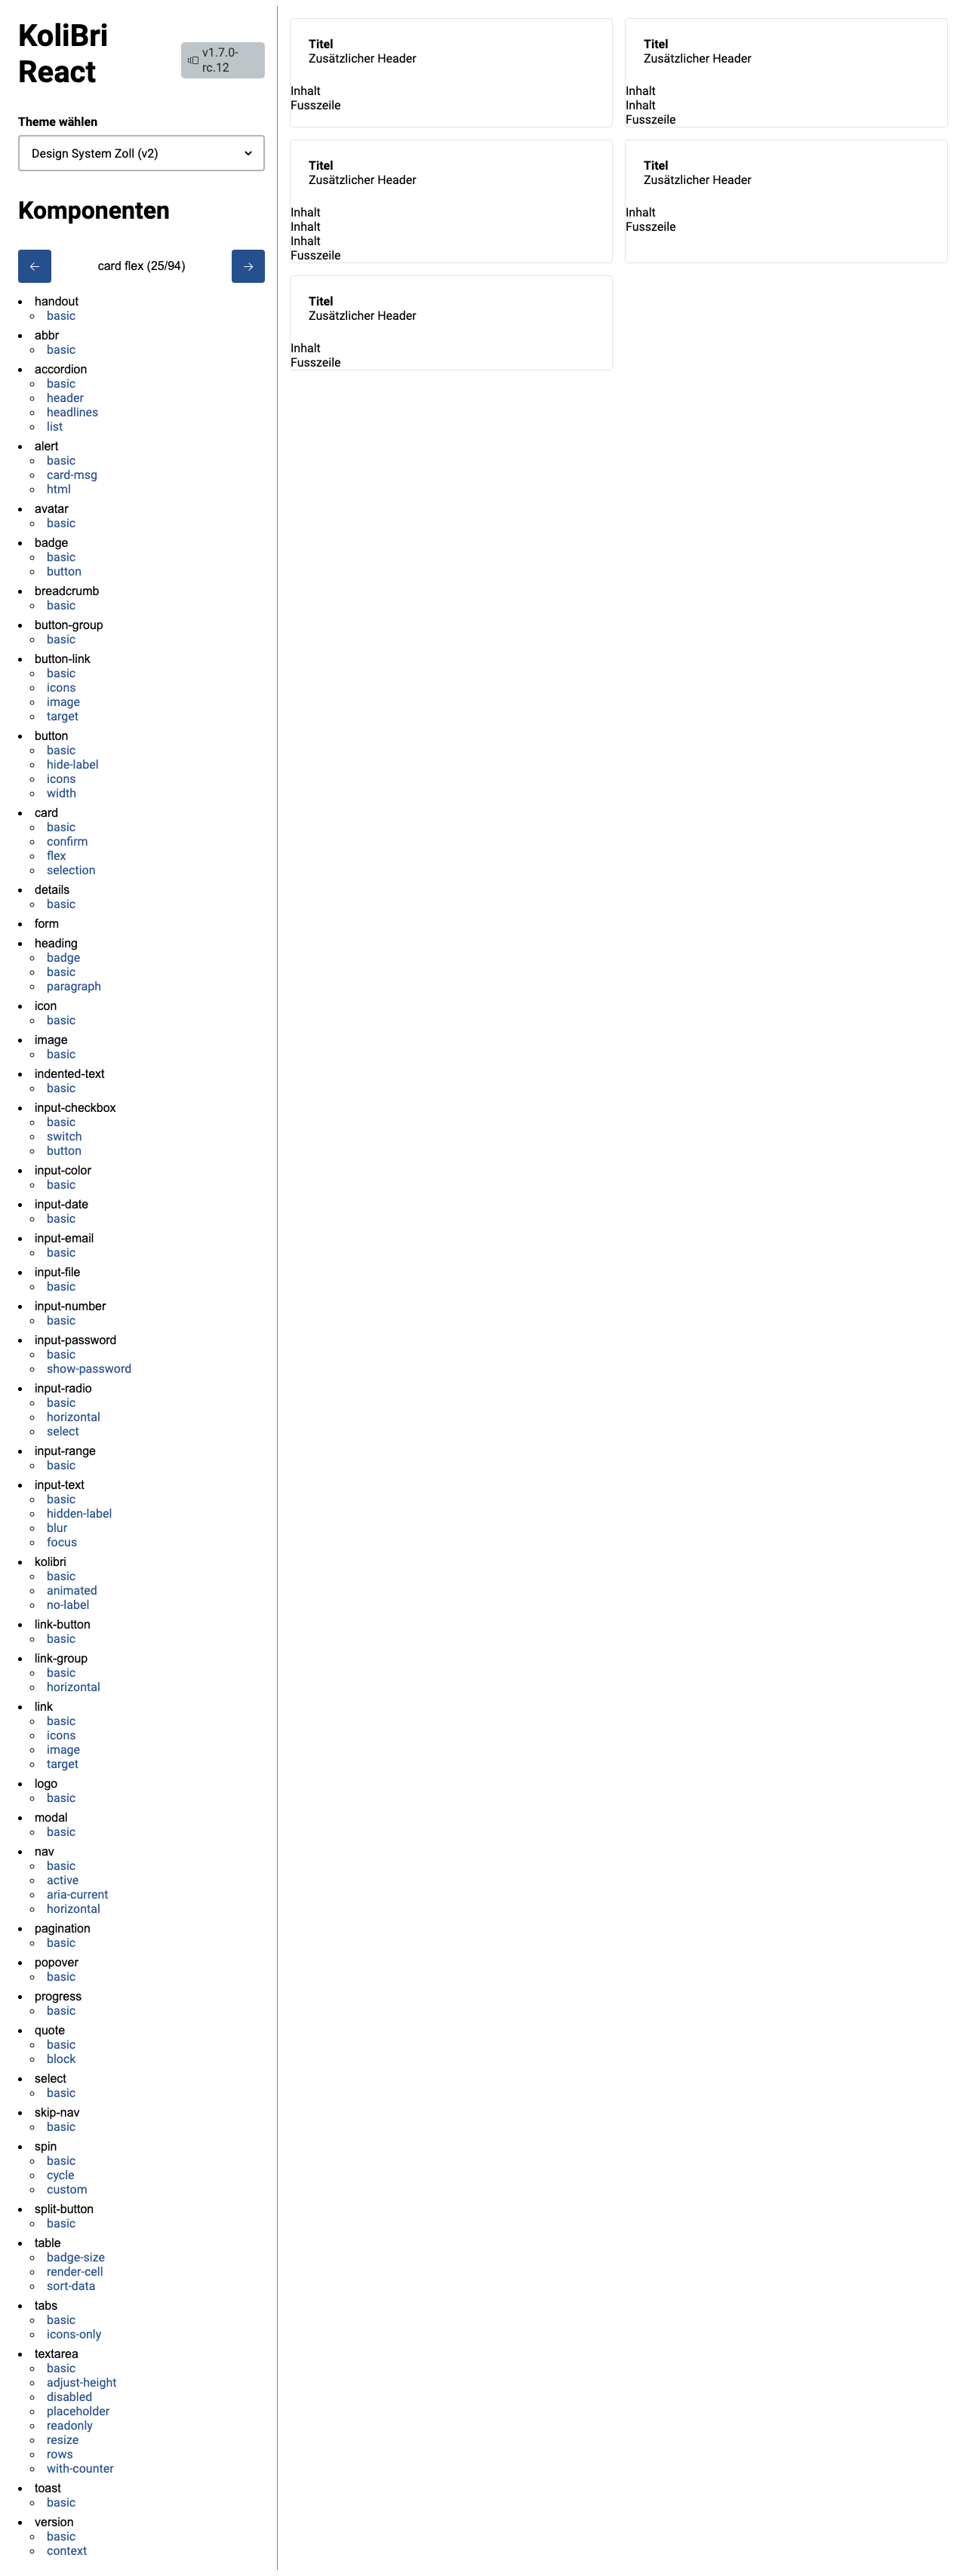 KoliBri
React
v1.7.0-
rc.12
Theme wählen
Design System Zoll (v2)
Komponenten
card flex (25/94)
handout
basic
abbr
basic
accordion
basic
header
headlines
list
alert
basic
card-msg
html
avatar
basic
badge
basic
button
breadcrumb
basic
button-group
basic
button-link
basic
icons
image
target
button
basic
hide-label
icons
width
card
basic
confirm
flex
selection
details
basic
form
heading
badge
basic
paragraph
icon
basic
image
basic
indented-text
basic
input-checkbox
basic
switch
button
input-color
basic
input-date
basic
input-email
basic
input-file
basic
input-number
basic
input-password
basic
show-password
input-radio
basic
horizontal
select
input-range
basic
input-text
basic
hidden-label
blur
focus
kolibri
basic
animated
no-label
link-button
basic
link-group
basic
horizontal
link
basic
icons
image
target
logo
basic
modal
basic
nav
basic
active
aria-current
horizontal
pagination
basic
popover
basic
progress
basic
quote
basic
block
select
basic
skip-nav
basic
spin
basic
cycle
custom
split-button
basic
table
badge-size
render-cell
sort-data
tabs
basic
icons-only
textarea
basic
adjust-height
disabled
placeholder
readonly
resize
rows
with-counter
toast
basic
version
basic
context
Titel
Zusätzlicher Header
Inhalt
Fusszeile
Titel
Zusätzlicher Header
Inhalt
Inhalt
Fusszeile
Titel
Zusätzlicher Header
Inhalt
Inhalt
Inhalt
Fusszeile
Titel
Zusätzlicher Header
Inhalt
Fusszeile
Titel
Zusätzlicher Header
Inhalt
Fusszeile